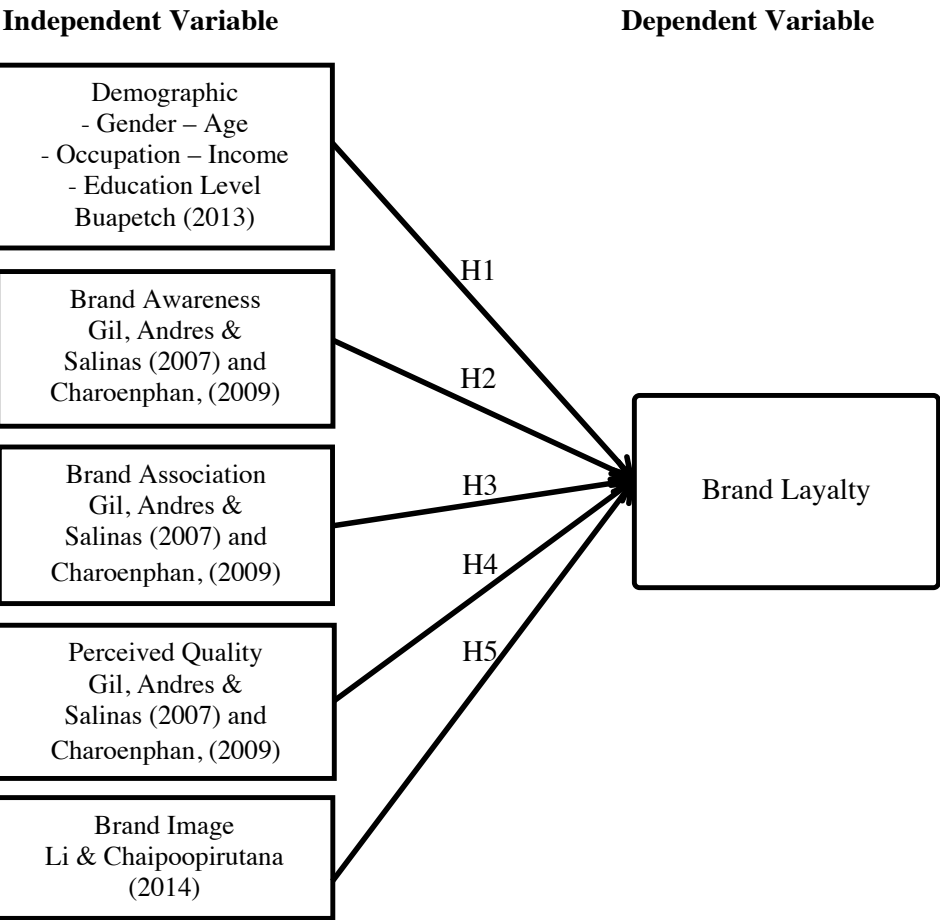 Independent Variable
Dependent Variable
Demographic
- Gender – Age
- Occupation – Income
- Education Level
Buapetch (2013)
H1
Brand Awareness
Gil, Andres &
Salinas (2007) and
Charoenphan, (2009)
H2
Brand Association
Gil, Andres &
Salinas (2007) and
Charoenphan, (2009)
H3
Brand Layalty
H4
Perceived Quality
Gil, Andres &
Salinas (2007) and
Charoenphan, (2009)
H5
Brand Image
Li & Chaipoopirutana
(2014)